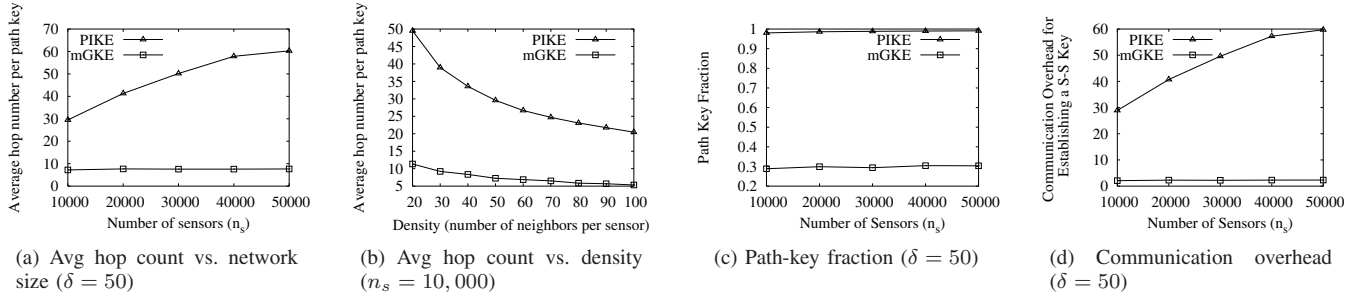 Average hop number per path key
70
60
50
40
30
20
10
0
PIKE
mGKE
10000 20000 30000 40000 50000
Number of sensors (n_s)
(a) Avg hop count vs. network
size (δ = 50)
Average hop number per path key
50
45
40
35
30
25
20
15
10
5
PIKE
mGKE
20 30 40 50 60 70 80 90 100
Density (number of neighbors per sensor)
(b) Avg hop count vs. density
(n_s = 10, 000)
Path Key Fraction
1
0.9
0.8
0.7
0.6
0.5
0.4
0.3
0.2
PIKE
mGKE
10000 20000 30000 40000 50000
Number of Sensors (n_s)
(c) Path-key fraction (δ = 50)
Communication Overhead for
Establishing a S-S Key
60
50
40
30
20
10
0
PIKE
mGKE
10000 20000 30000 40000 50000
Number of Sensors (n_s)
(d) Communication overhead
(δ = 50)